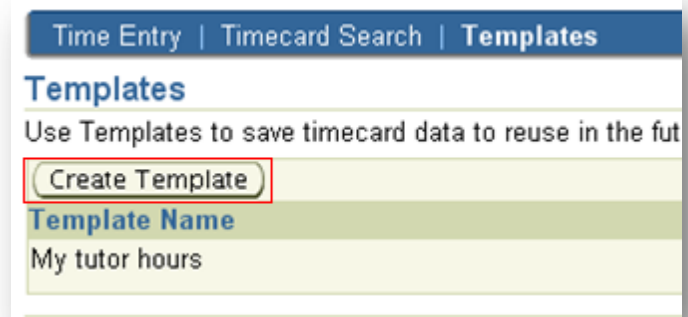 Time Entry | Timecard Search | Templates
Templates
Use Templates to save timecard data to reuse in the fut
Create Template
Template Name
My tutor hours